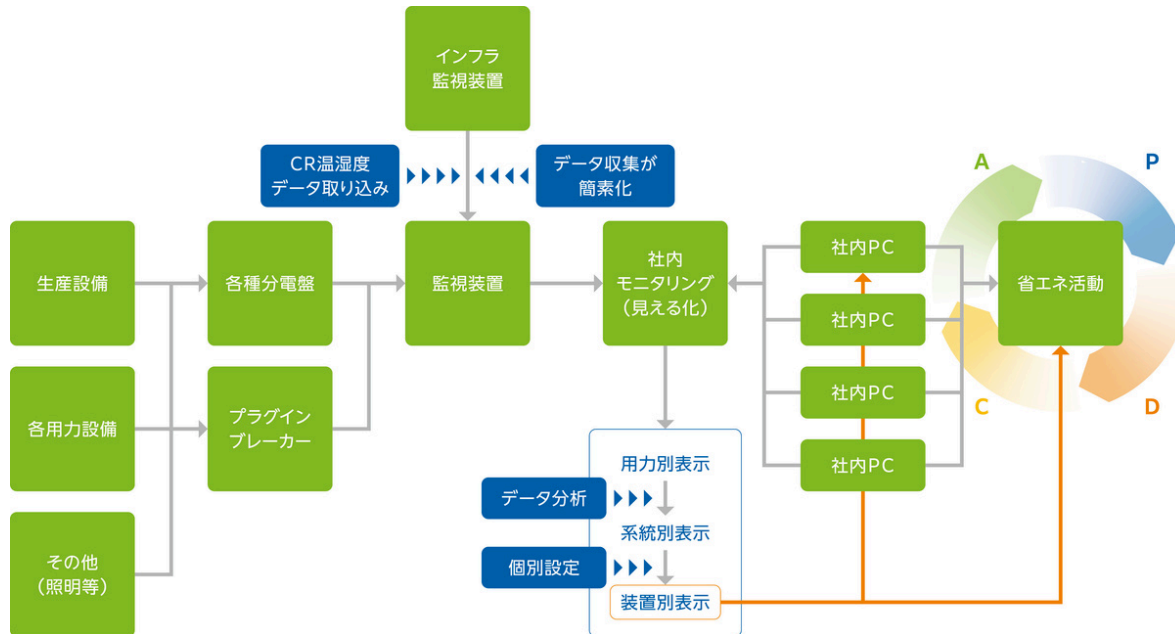 インフラ
監視装置
CR温湿度
データ取り込み
データ収集が
簡素化
A
P
生産設備
各種分電盤
監視装置
社内
モニタリング
(見える化)
社内PC
省エネ活動
社内PC
各用力設備
プラグイン
ブレーカー
社内PC
C
D
社内PC
用力別表示
データ分析
系統別表示
その他
(照明等)
個別設定
装置別表示